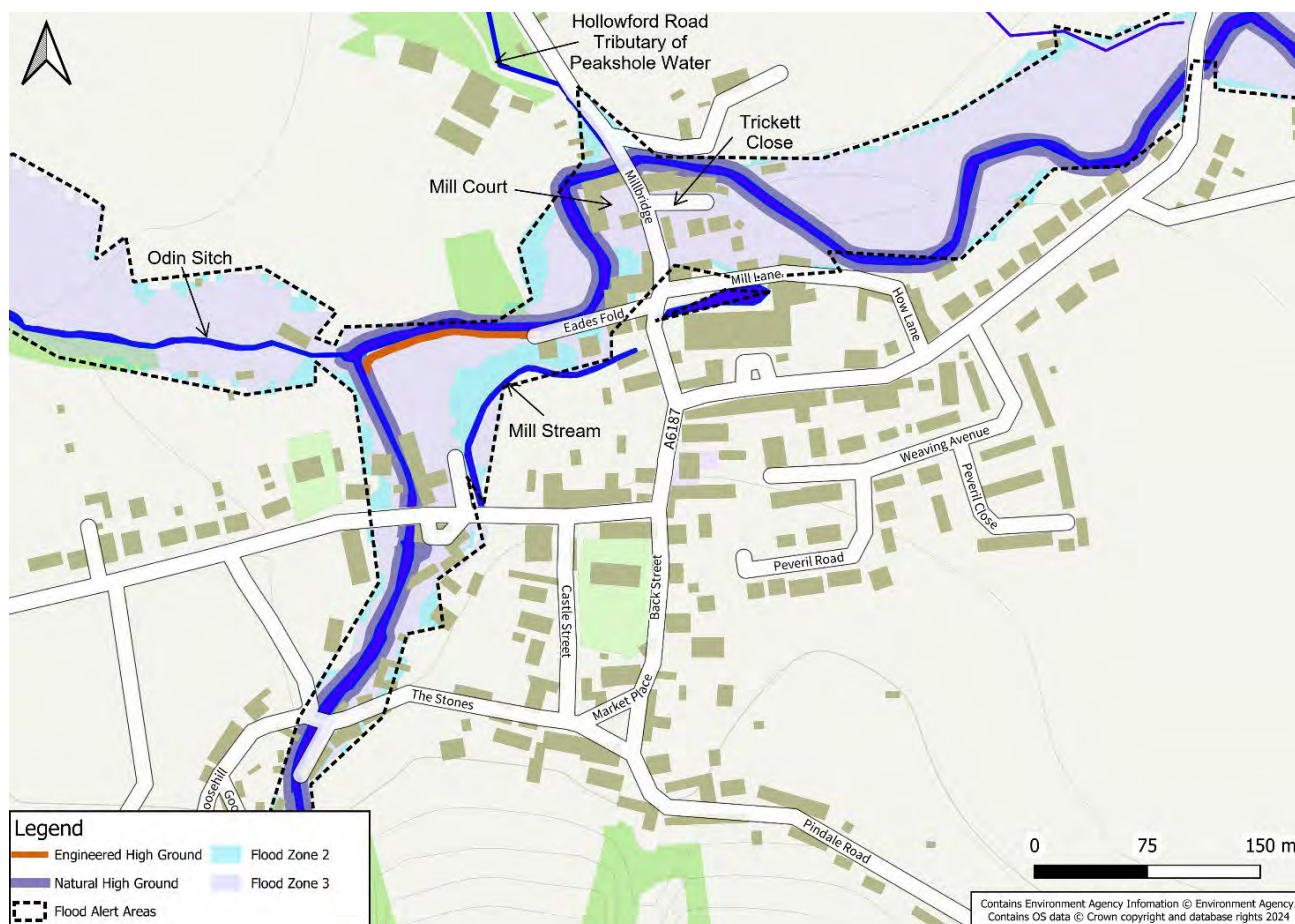 Hollowford Road
Tributary of
Peakshole Water
Trickett
Close
Mill Court
Millbridge
Odin Sitch
Mill Lane
Eades Fold
How Lane
Mill Stream
A6187
Weaving Avenue
Peveril Close
Peveril Road
Castle Street
Back Street
The Stones
Market Place
oosehill
Goo
Pindale Road
Legend
Engineered High Ground
Flood Zone 2
Natural High Ground
Flood Zone 3
Flood Alert Areas
0 75 150 m
Contains Environment Agency Infomation © Environment Agency.
Contains OS data © Crown copyright and database rights 2024